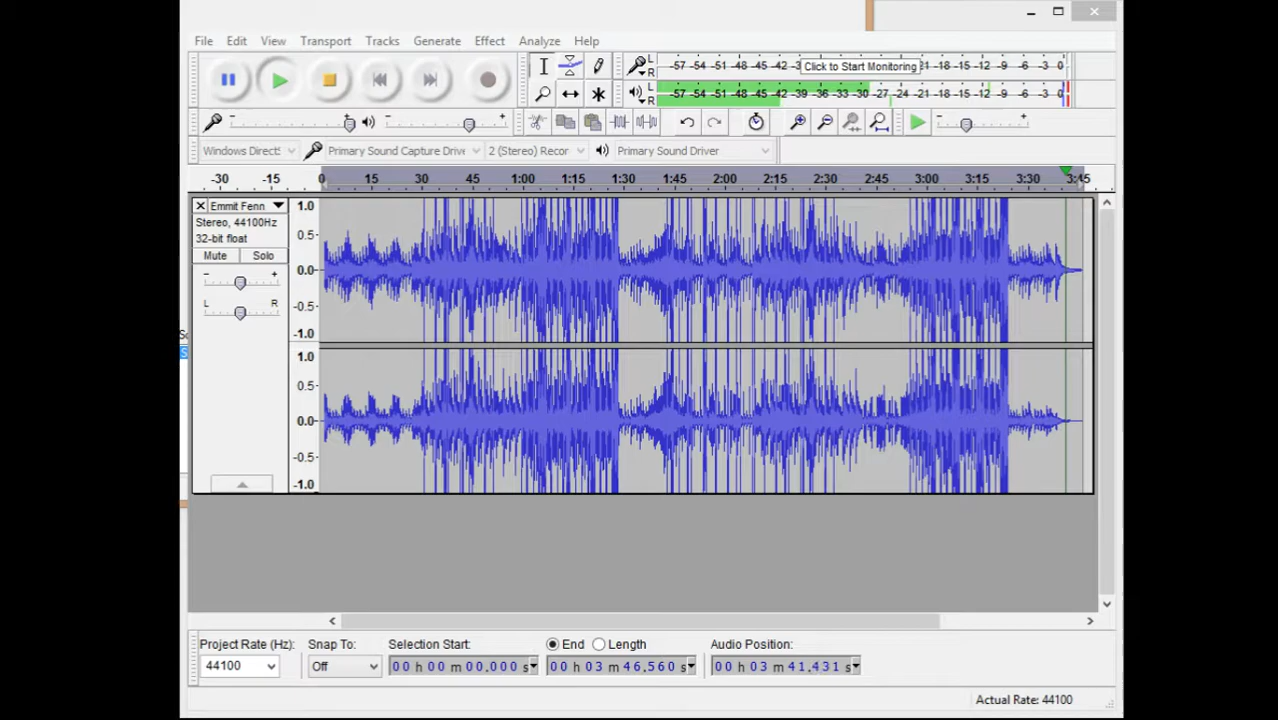 File Edit View Transport Tracks Generate Effect Analyze Help
L R -57 -54 -51 -48 -45 -42 -3 Click to Start Monitoring 21 -18 -15 -12 -9 -6 -3 0
L R -57 -54 -51 -48 -45 -42 -39 -36 -33 -30 -27 -24 -21 -18 -15 -12 -9 -6 -3 0
- + - + - +
Windows Direct Primary Sound Capture Drive 2 (Stereo) Recor Primary Sound Driver
-30 -15 0 15 30 45 1:00 1:15 1:30 1:45 2:00 2:15 2:30 2:45 3:00 3:15 3:30 3:45
Emmit Fenn
Stereo, 44100Hz
32-bit float
Mute Solo
- +
L R
1.0
0.5
0.0
-0.5
-1.0
1.0
0.5
0.0
-0.5
-1.0
Project Rate (Hz): Snap To: Selection Start: End Length Audio Position:
44100 Off 00 h 00 m 00.000 s 00 h 03 m 46.560 s 00 h 03 m 41.431 s
Actual Rate: 44100